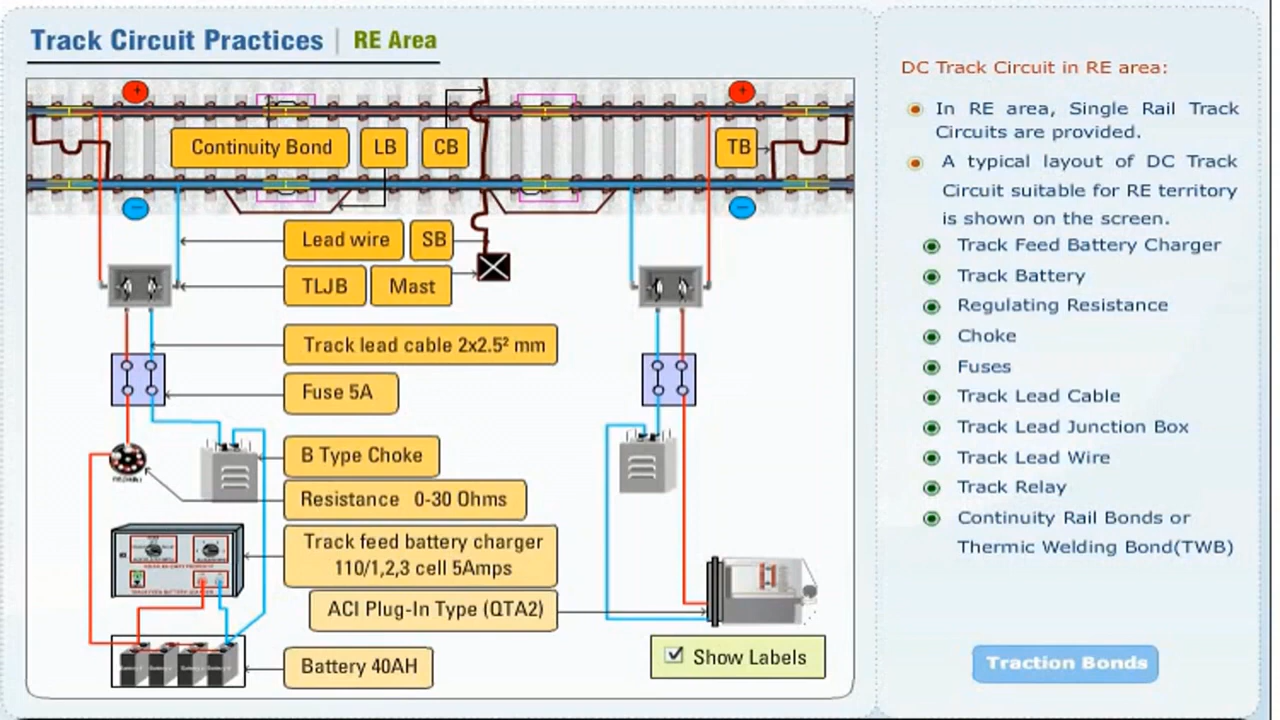 Track Circuit Practices | RE Area
+
+
Continuity Bond
LB
CB
TB
−
−
Lead wire
SB
TLJB
Mast
Track lead cable 2x2.5² mm
Fuse 5A
B Type Choke
Resistance 0-30 Ohms
Track feed battery charger
110/1,2,3 cell 5Amps
ACI Plug-In Type (QTA2)
Battery 40AH
Show Labels
DC Track Circuit in RE area:
In RE area, Single Rail Track
Circuits are provided.
A typical layout of DC Track
Circuit suitable for RE territory
is shown on the screen.
Track Feed Battery Charger
Track Battery
Regulating Resistance
Choke
Fuses
Track Lead Cable
Track Lead Junction Box
Track Lead Wire
Track Relay
Continuity Rail Bonds or
Thermic Welding Bond(TWB)
Traction Bonds